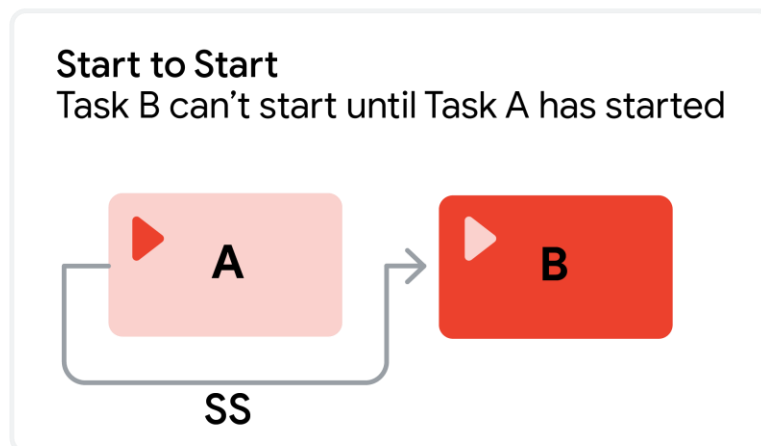 Start to Start
Task B can’t start until Task A has started
A
B
SS